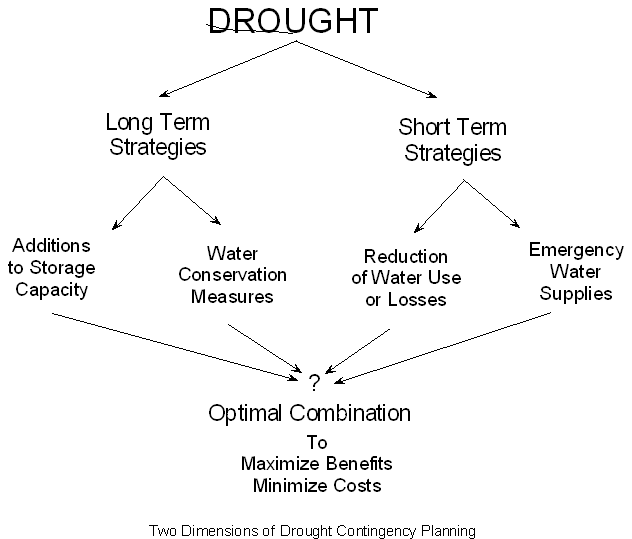 DROUGHT
Long Term
Strategies
Short Term
Strategies
Additions
to Storage
Capacity
Water
Conservation
Measures
Reduction
of Water Use
or Losses
Emergency
Water
Supplies
?
Optimal Combination
To
Maximize Benefits
Minimize Costs
Two Dimensions of Drought Contingency Planning